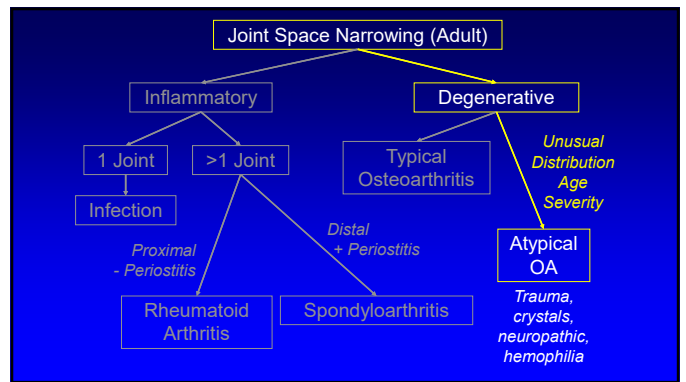 Joint Space Narrowing (Adult)
Inflammatory
Degenerative
1 Joint
>1 Joint
Typical
Osteoarthritis
Unusual
Distribution
Age
Severity
Infection
Proximal
- Periostitis
Distal
+ Periostitis
Atypical
OA
Rheumatoid
Arthritis
Spondyloarthritis
Trauma,
crystals,
neuropathic,
hemophilia